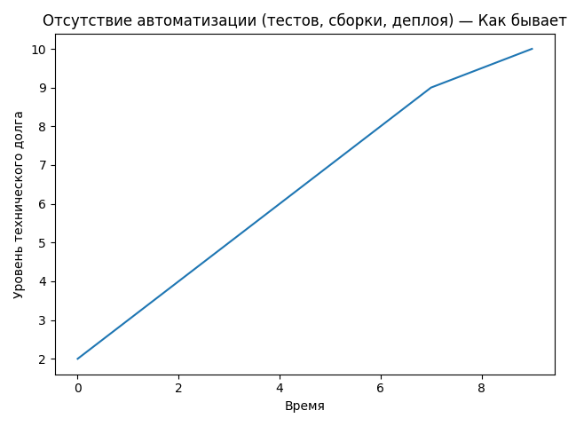 Отсутствие автоматизации (тестов, сборки, деплоя) — Как бывает
10
9
8
7
6
5
4
3
2
Уровень технического долга
0 2 4 6 8
Время